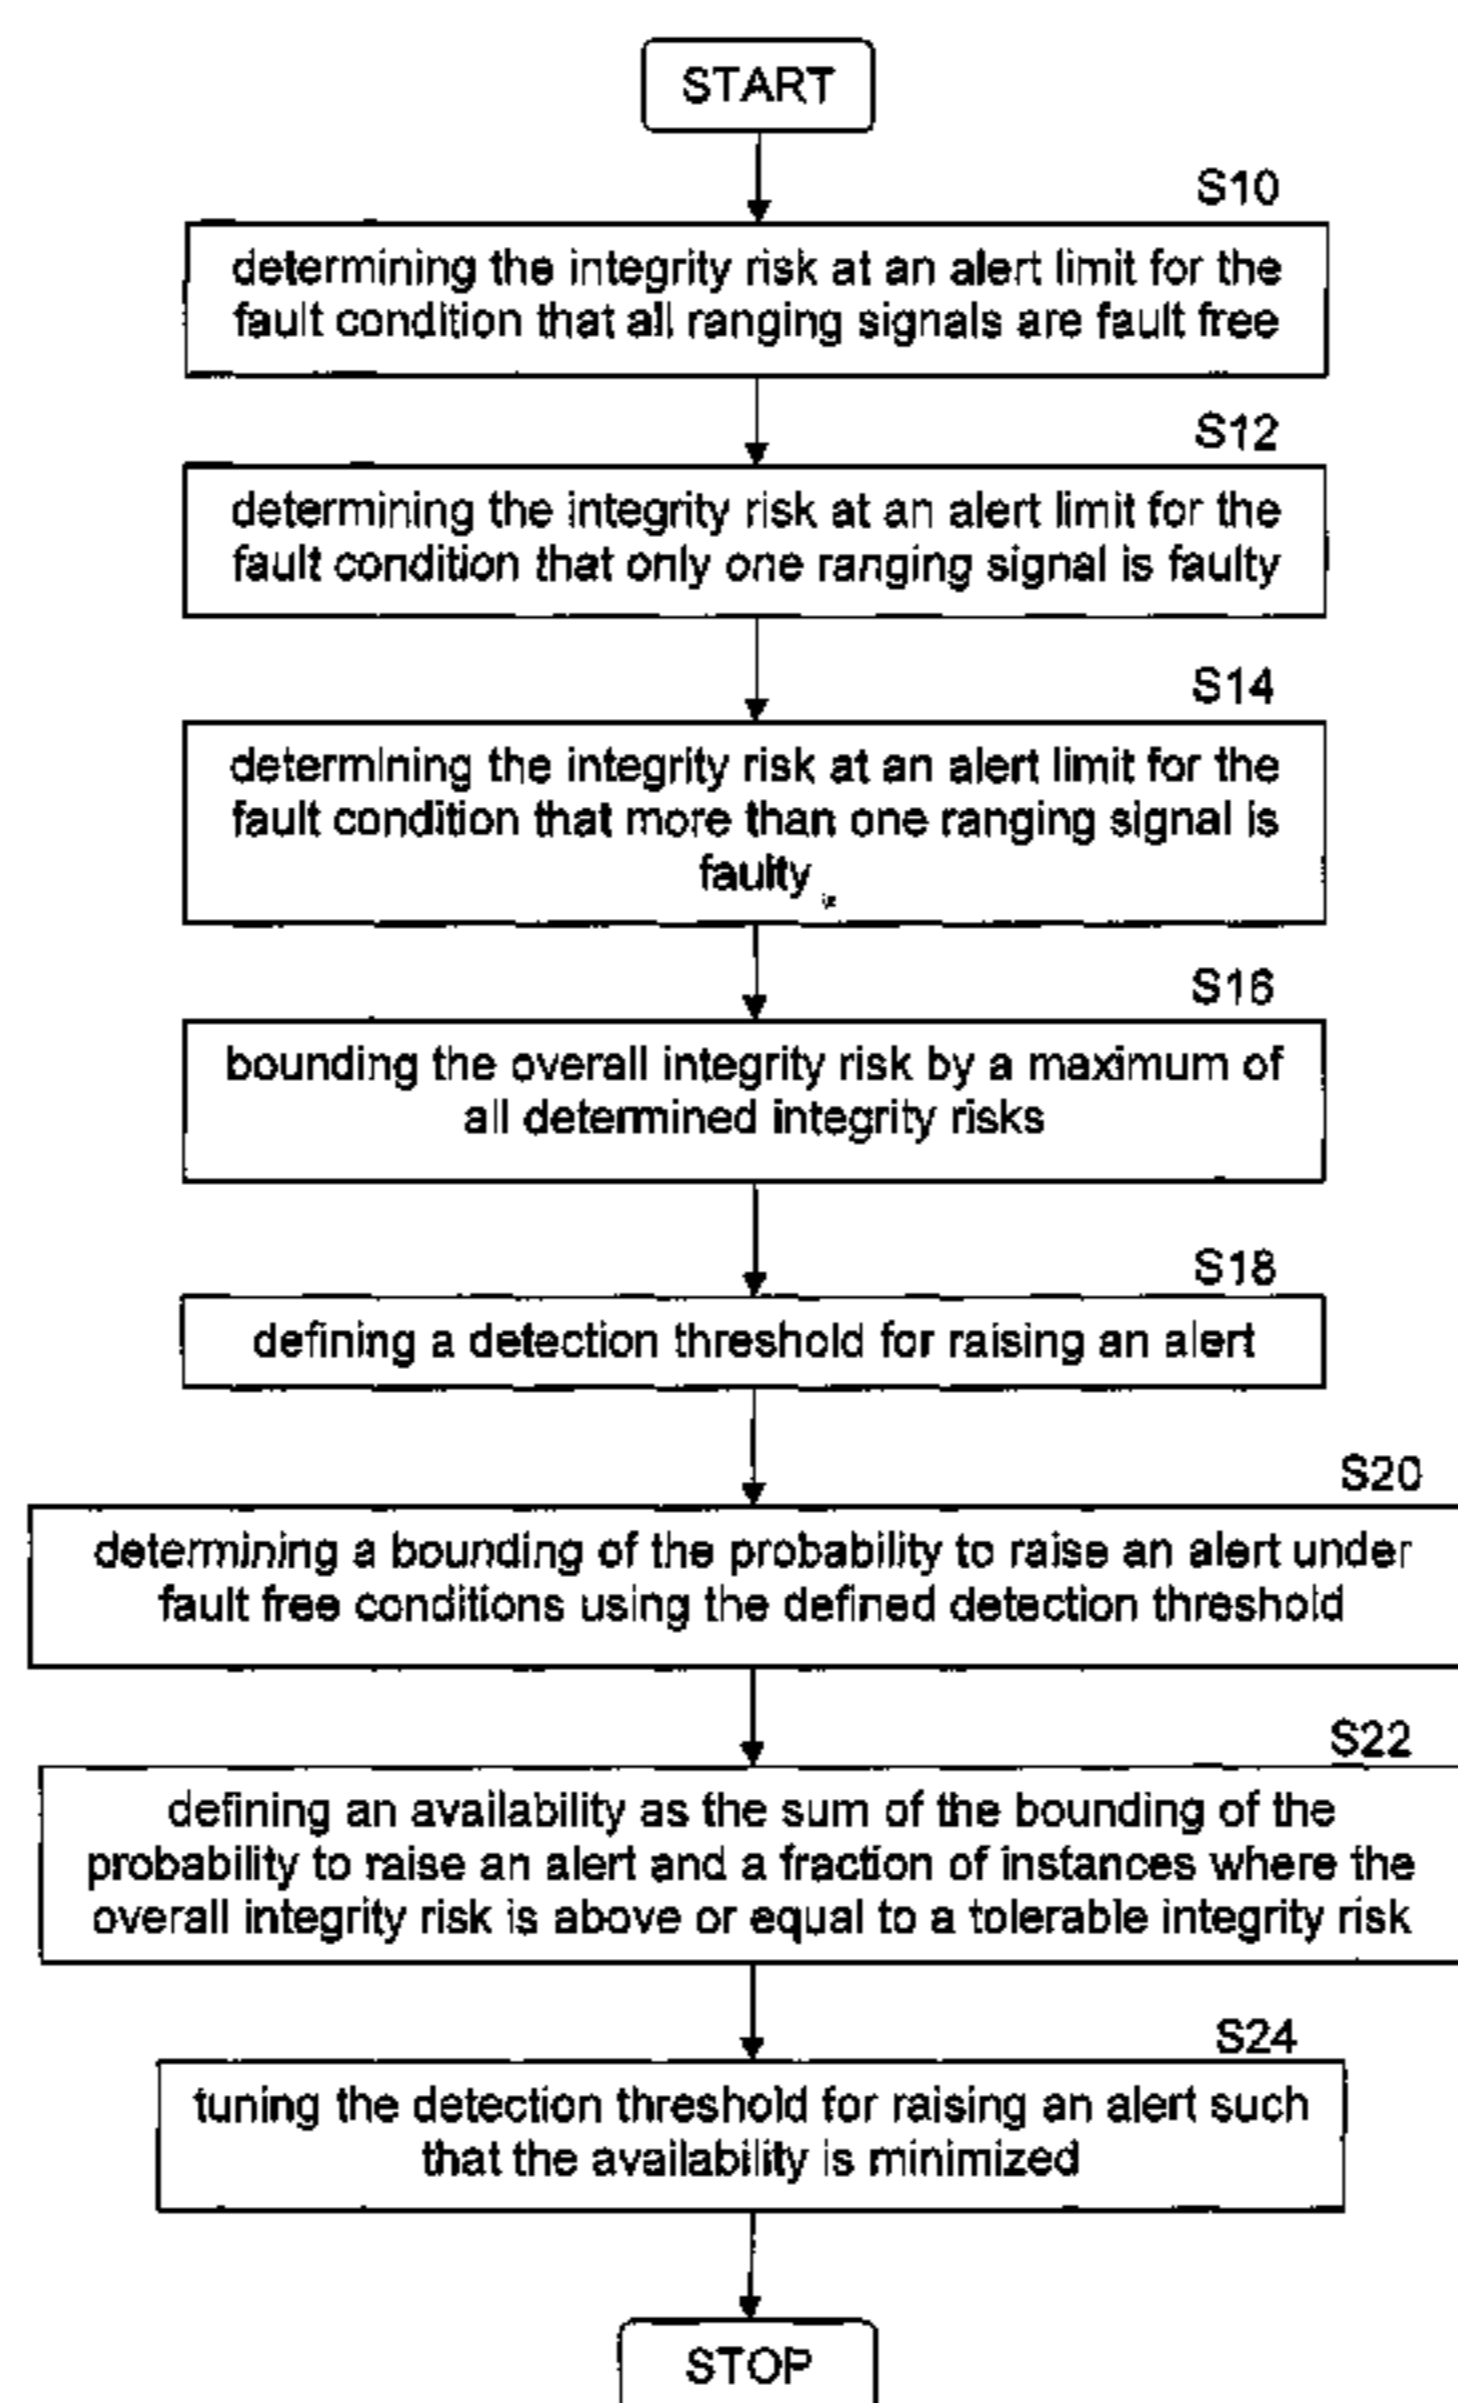 START
S10
determining the integrity risk at an alert limit for the
fault condition that all ranging signals are fault free
S12
determining the integrity risk at an alert limit for the
fault condition that only one ranging signal is faulty
S14
determining the integrity risk at an alert limit for the
fault condition that more than one ranging signal is
faulty
S16
bounding the overall integrity risk by a maximum of
all determined integrity risks
S18
defining a detection threshold for raising an alert
S20
determining a bounding of the probability to raise an alert under
fault free conditions using the defined detection threshold
S22
defining an availability as the sum of the bounding of the
probability to raise an alert and a fraction of instances where the
overall integrity risk is above or equal to a tolerable integrity risk
S24
tuning the detection threshold for raising an alert such
that the availability is minimized
STOP